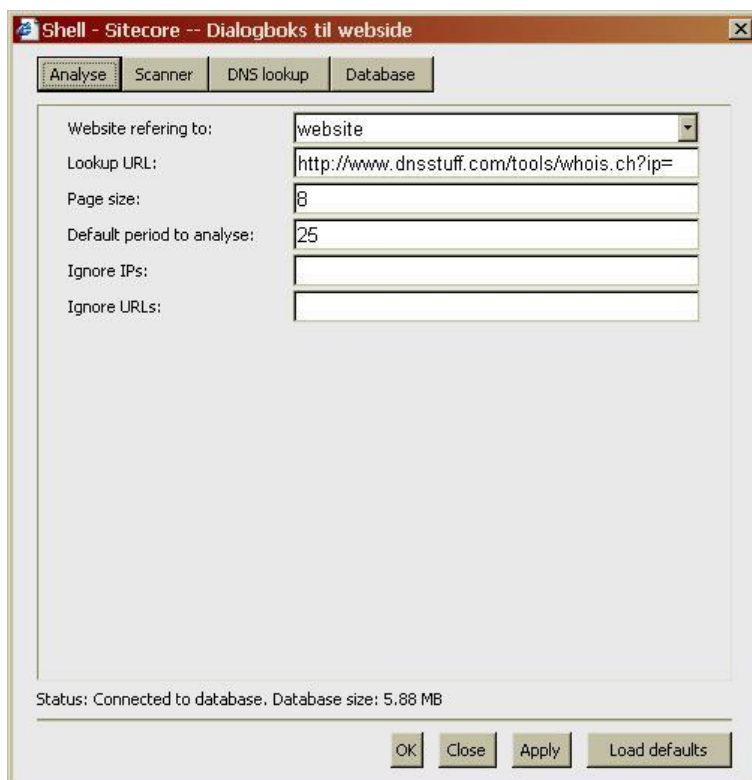 Shell - Sitecore -- Dialogboks til webside
Analyse Scanner DNS lookup Database
Website refering to: website
Lookup URL: http://www.dnsstuff.com/tools/whois.ch?ip=
Page size: 8
Default period to analyse: 25
Ignore IPs:
Ignore URLs:
Status: Connected to database. Database size: 5.88 MB
OK Close Apply Load defaults